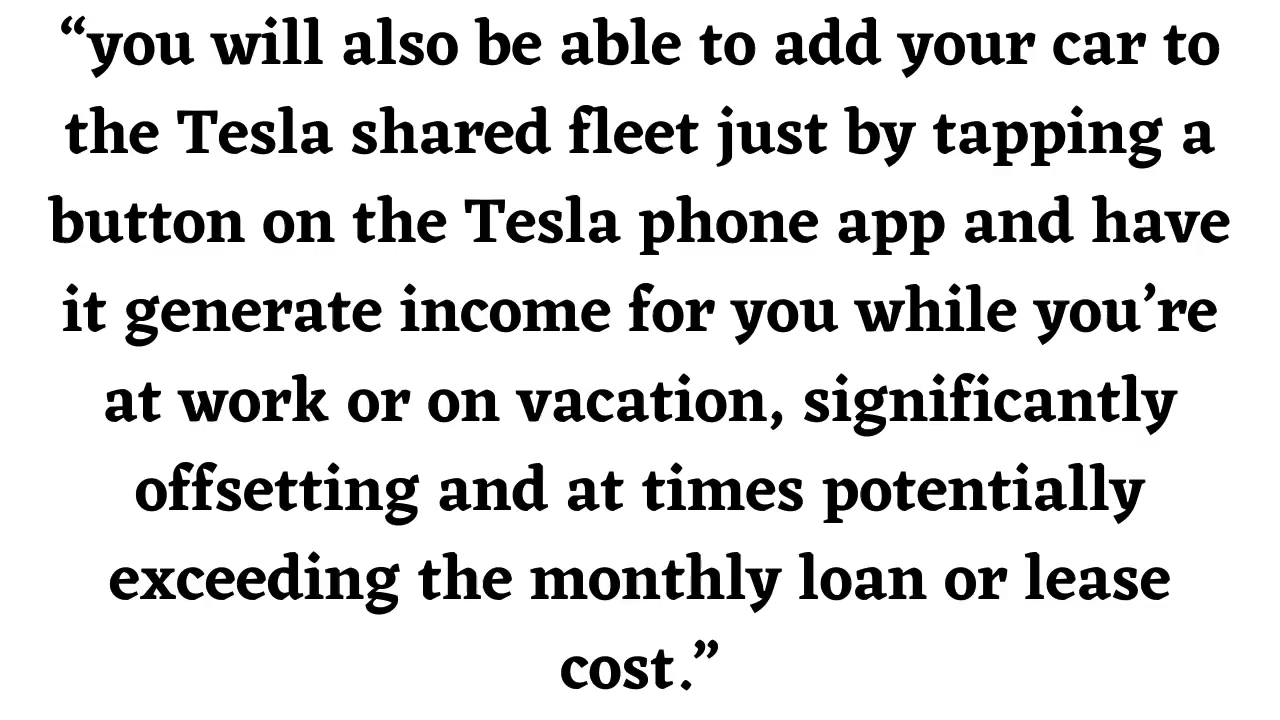 “you will also be able to add your car to
the Tesla shared fleet just by tapping a
button on the Tesla phone app and have
it generate income for you while you’re
at work or on vacation, significantly
offsetting and at times potentially
exceeding the monthly loan or lease
cost.”